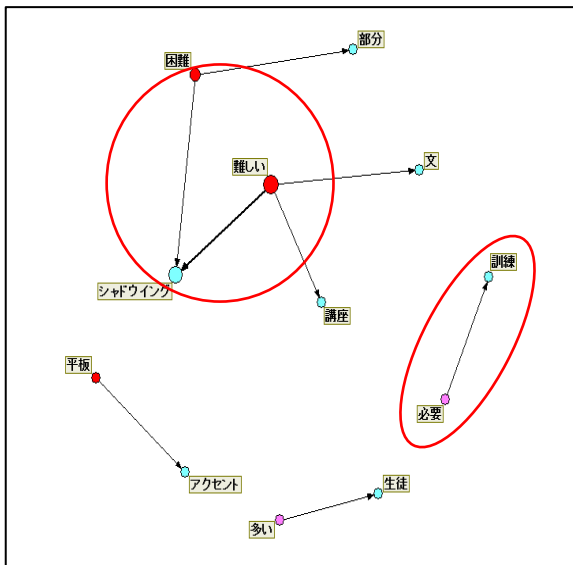 部分
困難
文
難しい
訓練
シャドウイング
講座
平板
必要
アクセント
生徒
多い